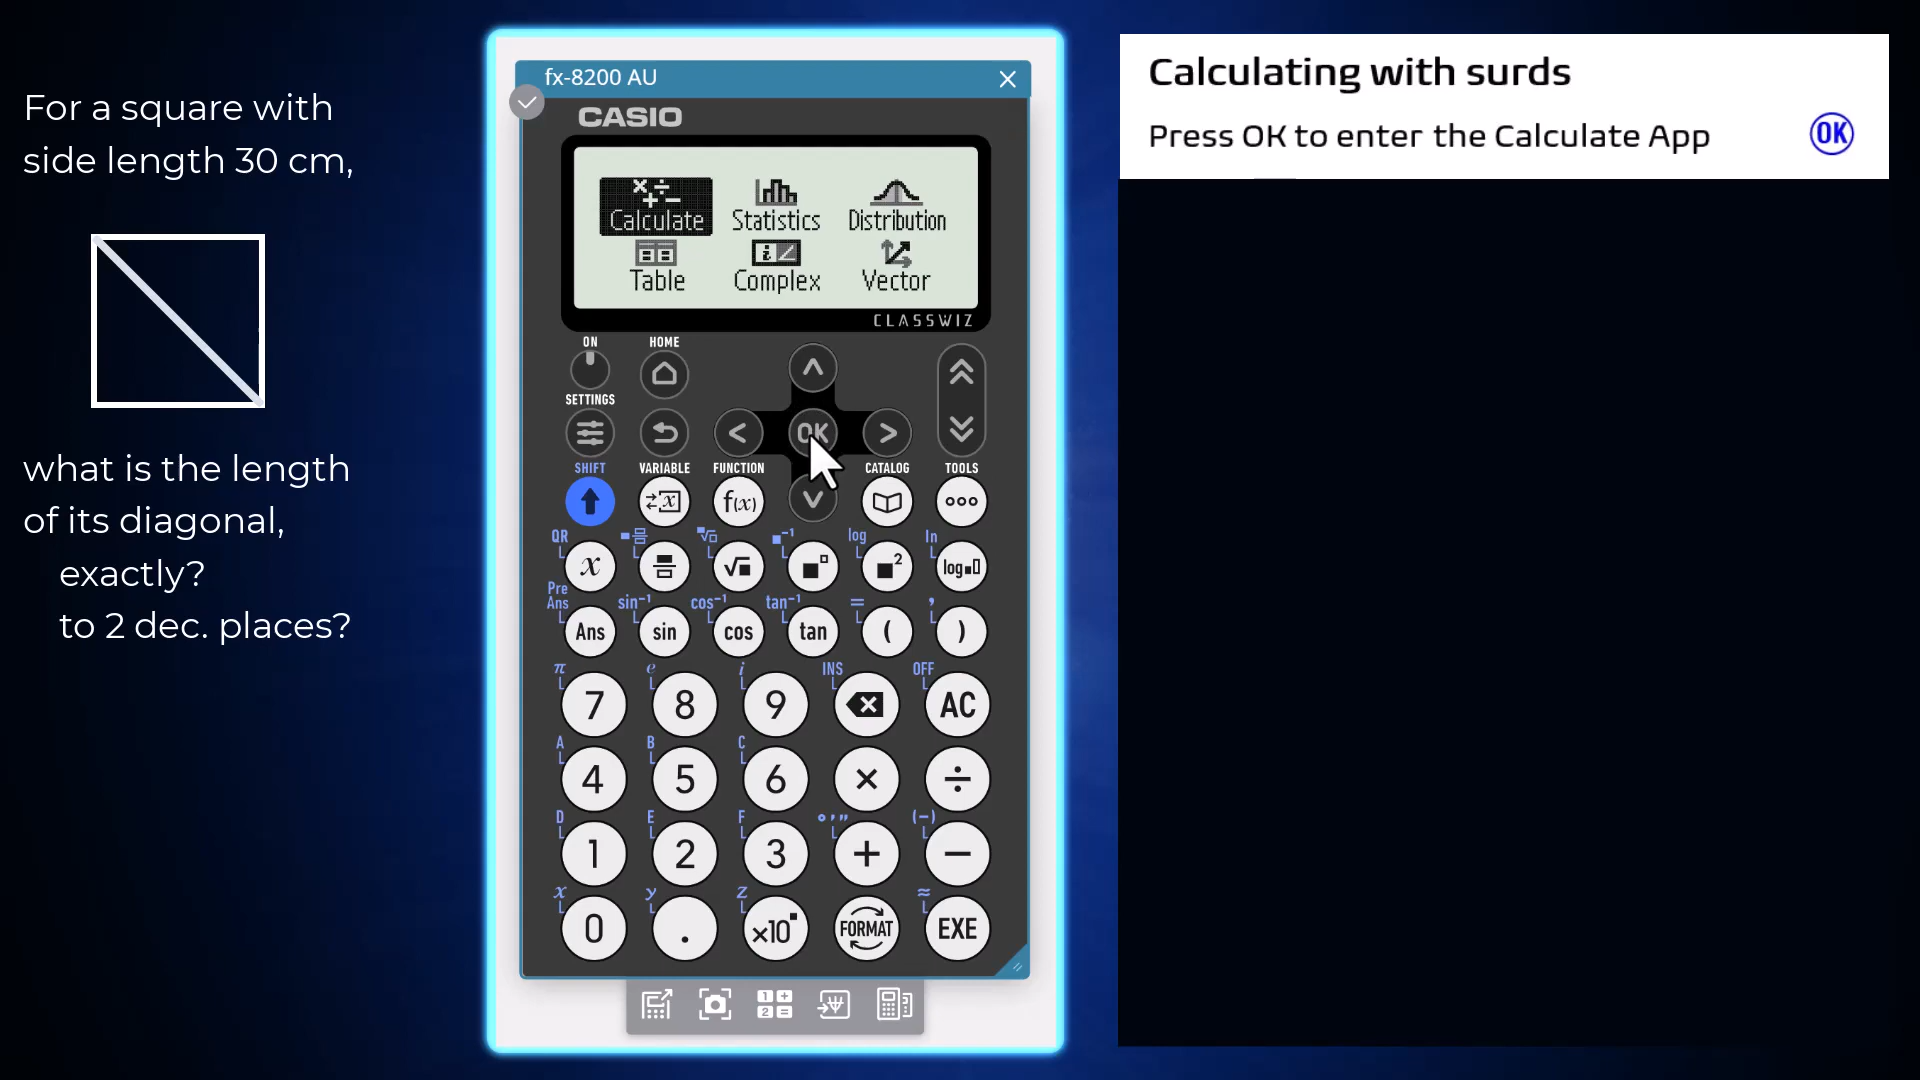 For a square with
side length 30 cm,
what is the length
of its diagonal,
exactly?
to 2 dec. places?
fx-8200 AU
CASIO
Calculate Statistics Distribution
Table Complex Vector
CLASSWIZ
ON HOME
OK
SETTINGS
SHIFT VARIABLE FUNCTION CATALOG TOOLS
x f(x)
QR ■⁻¹ log ln
x √■ ■² log■□
Pre
Ans sin⁻¹ cos⁻¹ tan⁻¹ = ,
Ans sin cos tan ( )
π e i INS OFF
7 8 9 AC
A B C
4 5 6 × ÷
D E F °′″ (−)
1 2 3 + −
x y z ≈
0 . ×10■ FORMAT EXE
Calculating with surds
Press OK to enter the Calculate App OK